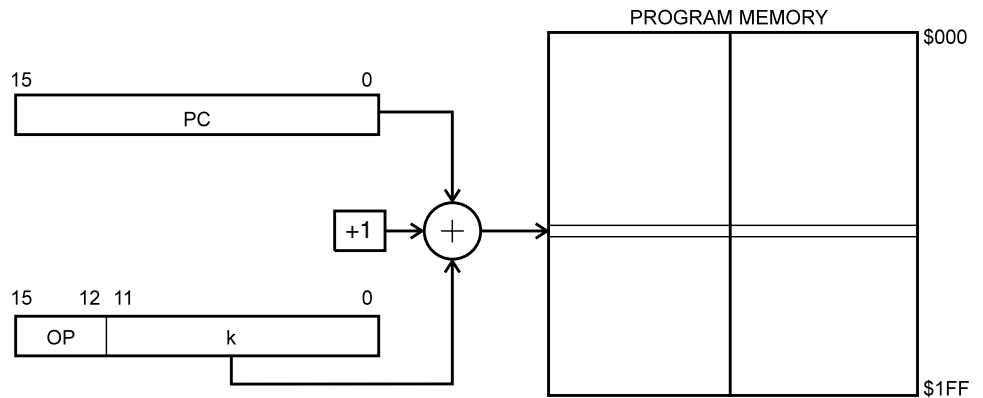 PROGRAM MEMORY
$000
15 0
PC
+1
15 12 11 0
OP k
$1FF